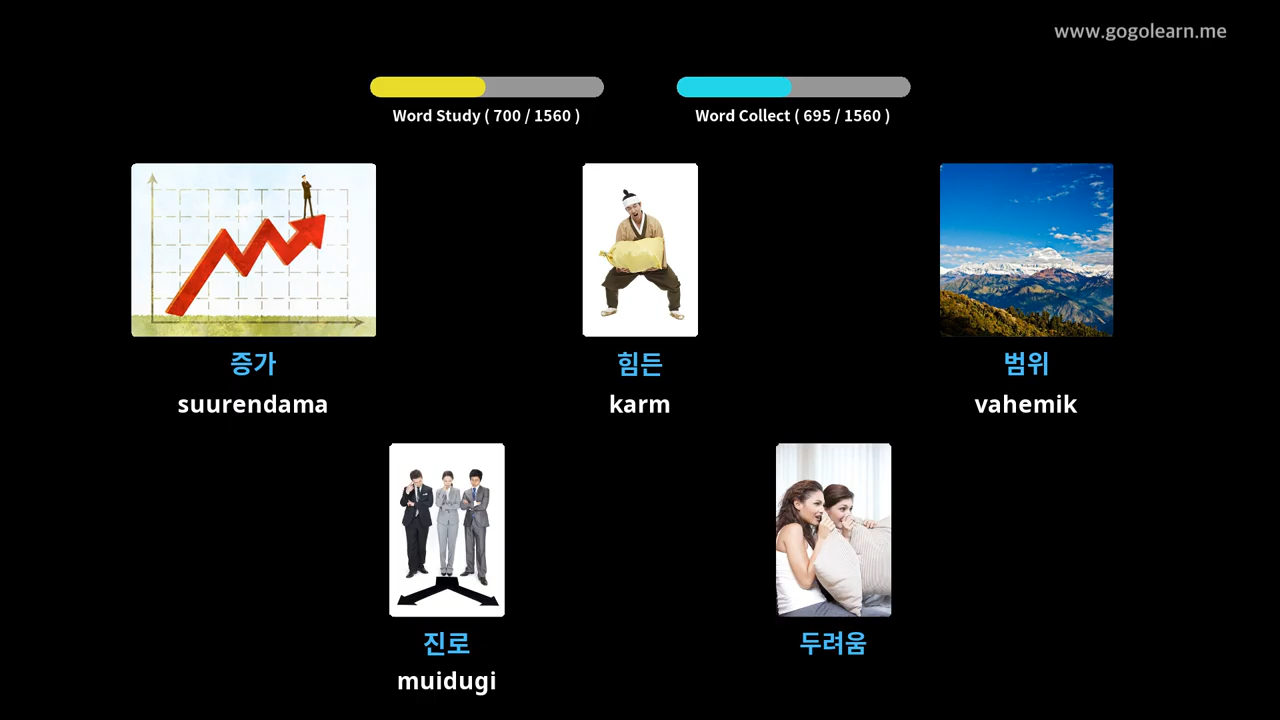 www.gogolearn.me
Word Study ( 700 / 1560 )
Word Collect ( 695 / 1560 )
증가
힘든
범위
suurendama
karm
vahemik
진로
두려움
muidugi